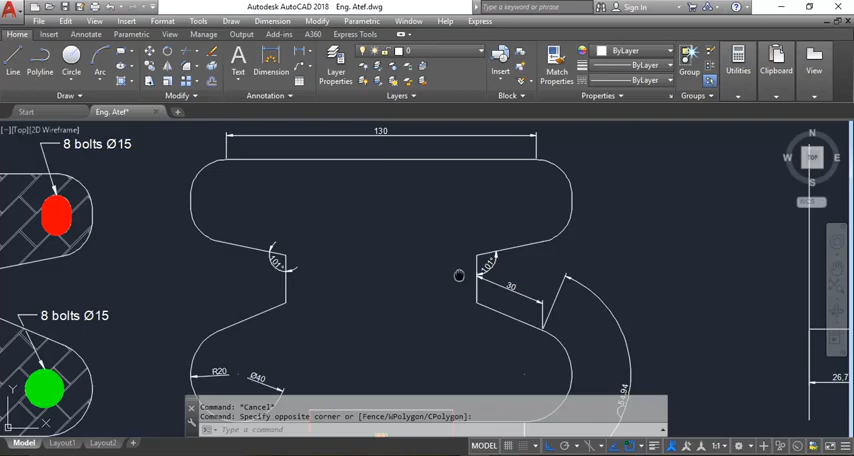 Autodesk AutoCAD 2018   Eng. Atef.dwg
Type a keyword or phrase
Sign In
File Edit View Insert Format Tools Draw Dimension Modify Parametric Window Help Express
Home Insert Annotate Parametric View Manage Output Add-ins A360 Express Tools
Line Polyline Circle Arc
Text Dimension
Layer Properties
0
Insert
Match Properties
ByLayer
ByLayer
ByLayer
Group Utilities Clipboard View
Draw Modify Annotation Layers Block Properties Groups
Start Eng. Atef*
[−][Top][2D Wireframe]
8 bolts Ø15
130
N
W TOP E
S
WCS
101°
101°
30
8 bolts Ø15
R20
Ø40
54,94
26,7
Y
X
Command: *Cancel*
Command: Specify opposite corner or [Fence/WPolygon/CPolygon]:
Type a command
Model Layout1 Layout2 +
MODEL
1:1